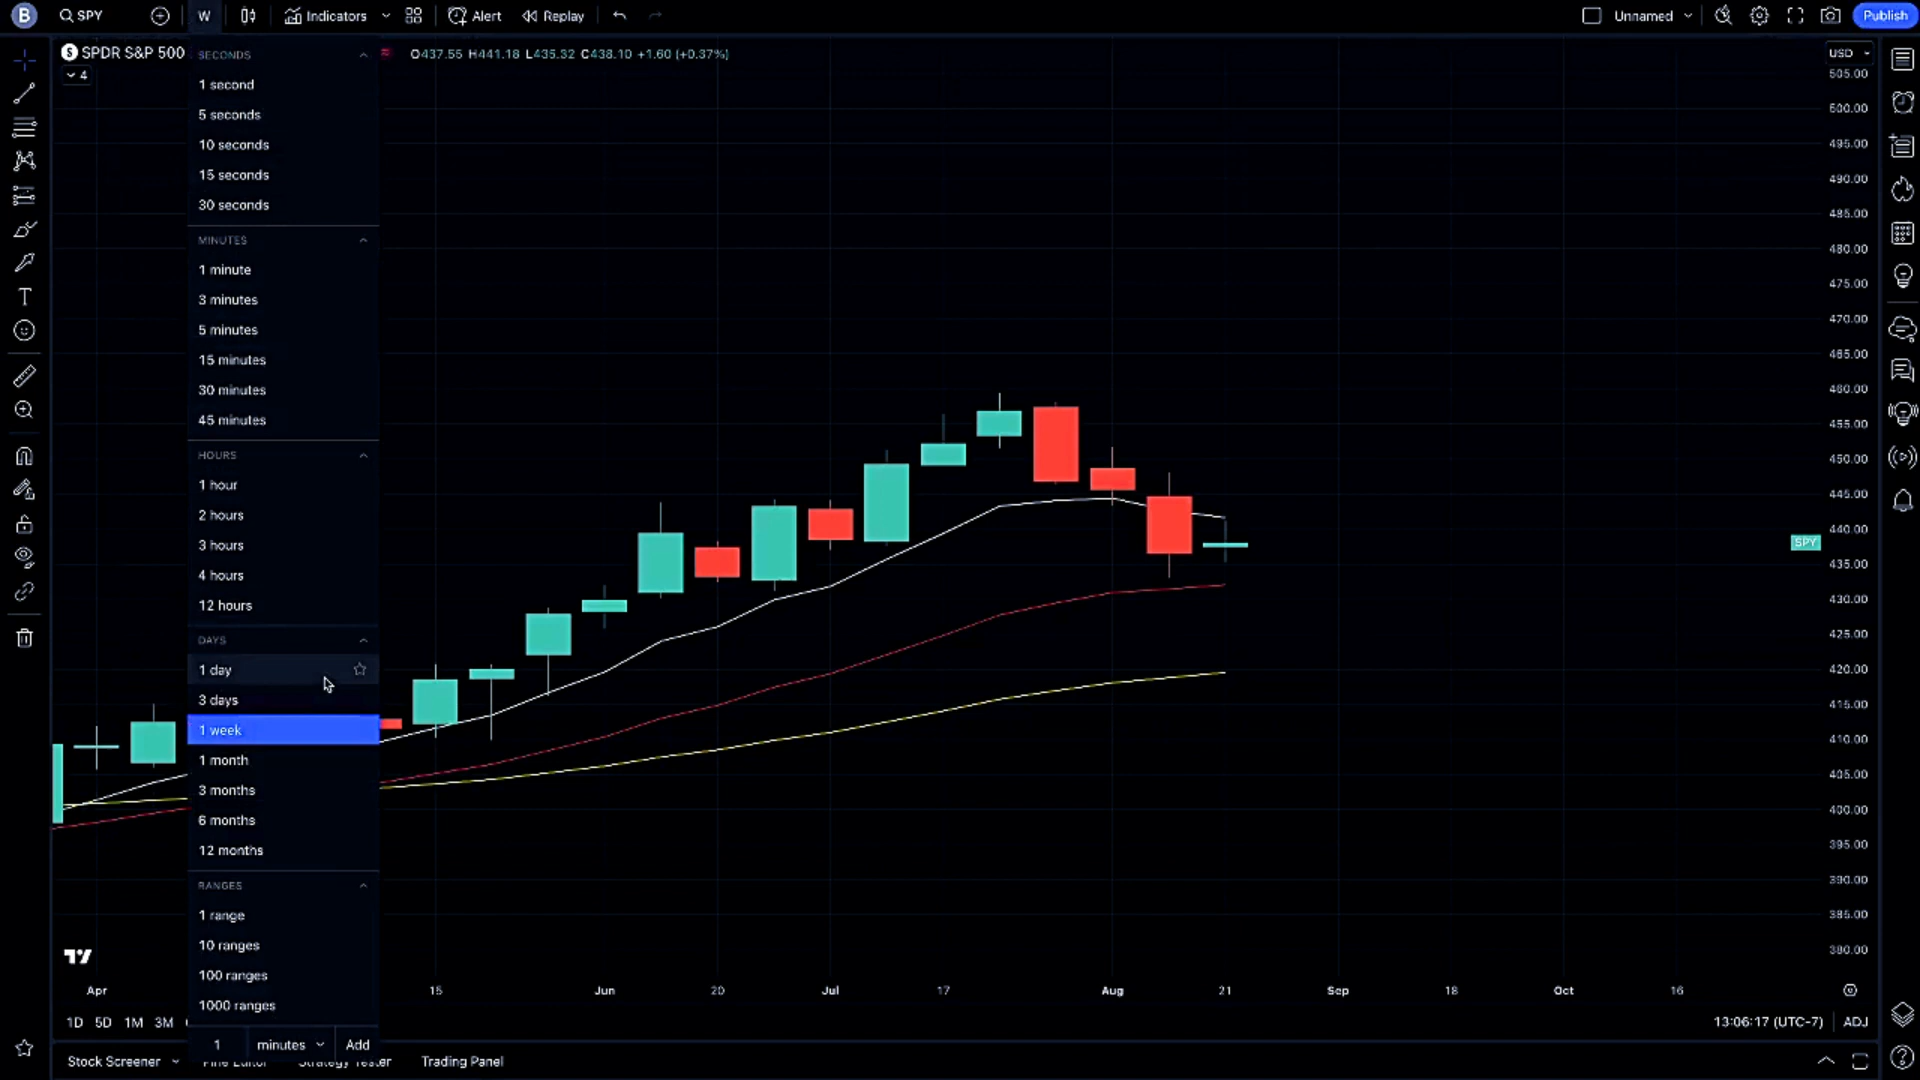 B SPY W Indicators Alert Replay Unnamed Publish
S SPDR S&P 500 O437.55 H441.18 L435.32 C438.10 +1.60 (+0.37%) USD
4
SECONDS
1 second
5 seconds
10 seconds
15 seconds
30 seconds
MINUTES
1 minute
3 minutes
5 minutes
15 minutes
30 minutes
45 minutes
HOURS
1 hour
2 hours
3 hours
4 hours
12 hours
DAYS
1 day
3 days
1 week
1 month
3 months
6 months
12 months
RANGES
1 range
10 ranges
100 ranges
1000 ranges
1 minutes Add
505.00
500.00
495.00
490.00
485.00
480.00
475.00
470.00
465.00
460.00
455.00
450.00
445.00
440.00
SPY
435.00
430.00
425.00
420.00
415.00
410.00
405.00
400.00
395.00
390.00
385.00
380.00
Apr 15 Jun 20 Jul 17 Aug 21 Sep 18 Oct 16
1D 5D 1M 3M 13:06:17 (UTC-7) ADJ
Stock Screener Pine Editor Strategy Tester Trading Panel